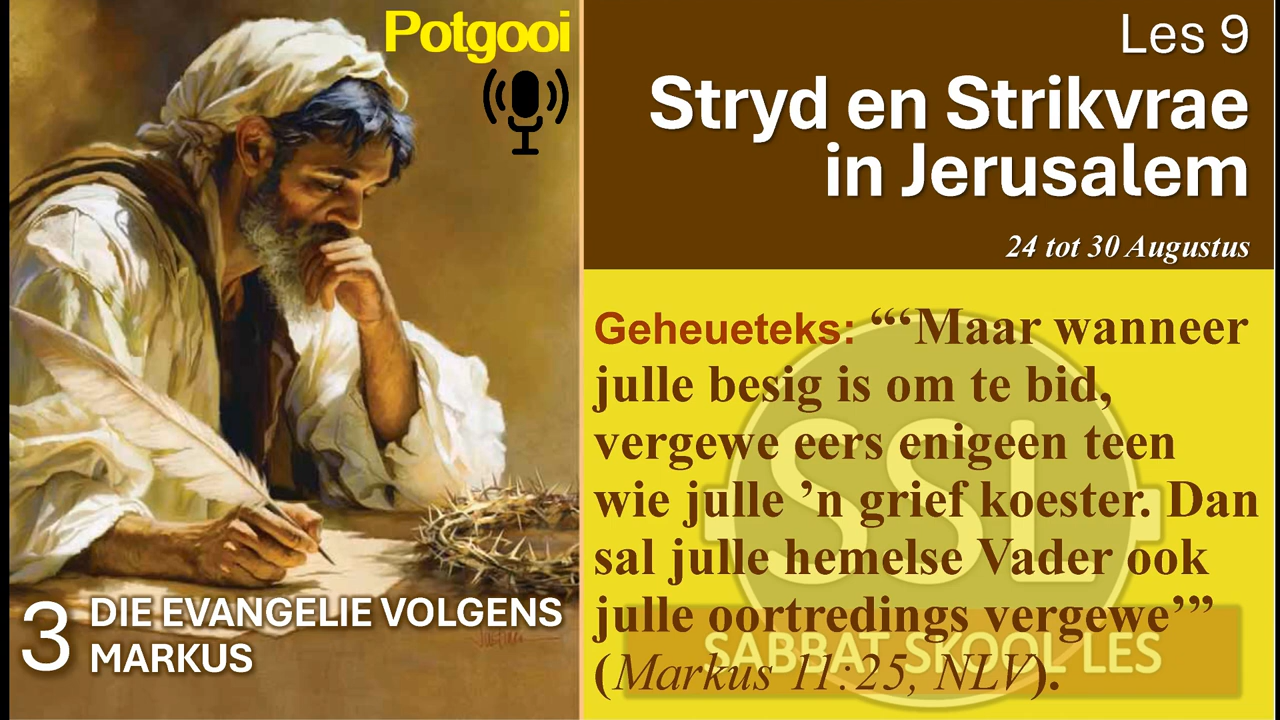 Potgooi
Les 9
Stryd en Strikvrae
in Jerusalem
24 tot 30 Augustus
Geheueteks: “‘Maar wanneer
julle besig is om te bid,
vergewe eers enigeen teen
wie julle ’n grief koester. Dan
sal julle hemelse Vader ook
julle oortredings vergewe’”
(Markus 11:25, NLV).
SSL
SABBAT SKOOL LES
3 DIE EVANGELIE VOLGENS
MARKUS